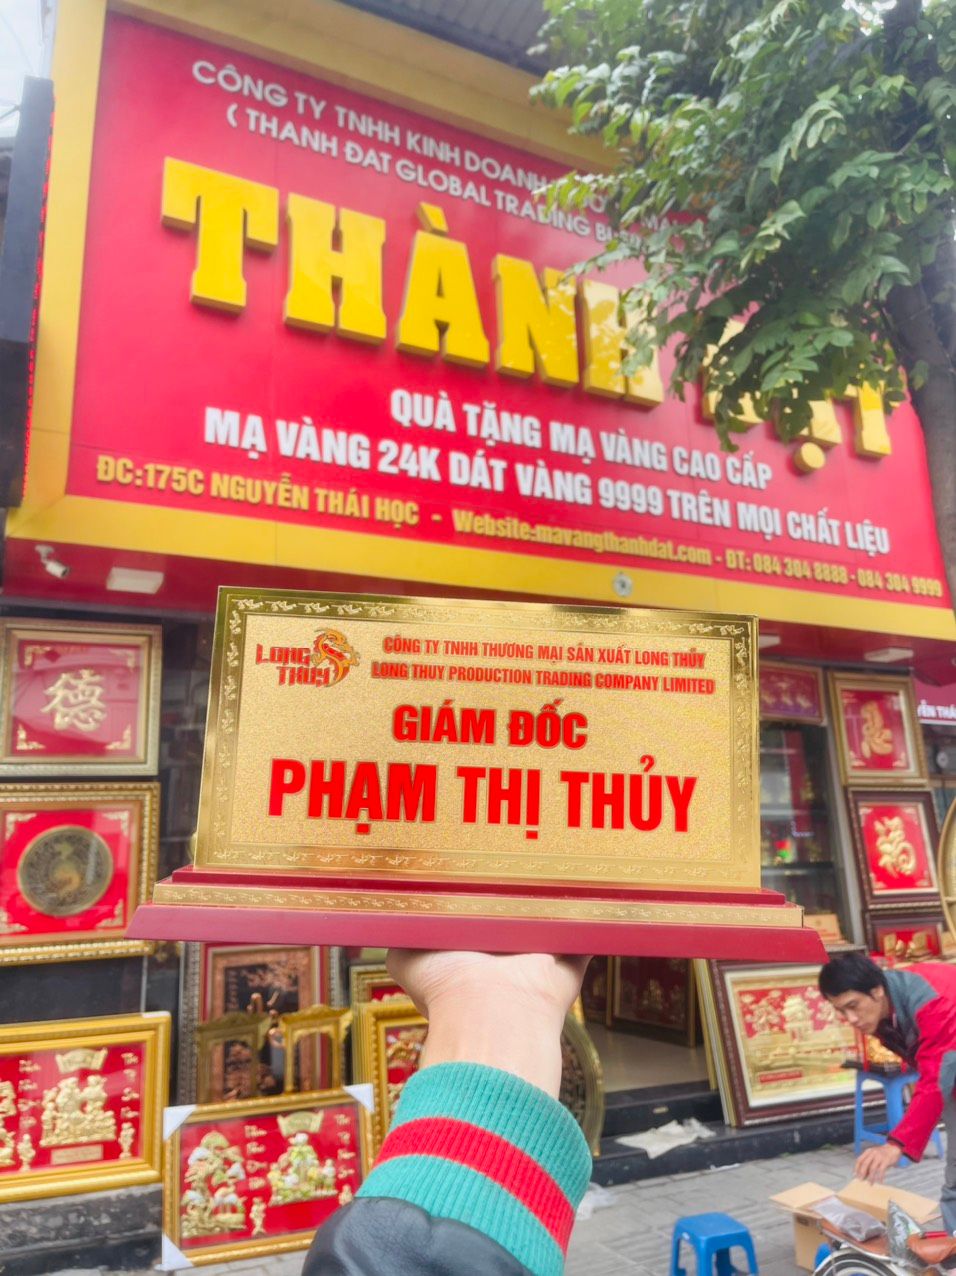 CÔNG TY TNHH KINH DOANH
( THANH ĐẠT GLOBAL TRADING
THÀNH ĐẠT
QUÀ TẶNG MẠ VÀNG CAO CẤP
MẠ VÀNG 24K DÁT VÀNG 9999 TRÊN MỌI CHẤT LIỆU
ĐC:175C NGUYỄN THÁI HỌC - Website:mavangthanhdat.com - ĐT: 084 304 8888 - 084 304 9999
LONG THUY
CÔNG TY TNHH THƯƠNG MẠI SẢN XUẤT LONG THỦY
LONG THUY PRODUCTION TRADING COMPANY LIMITED
GIÁM ĐỐC
PHẠM THỊ THỦY
德